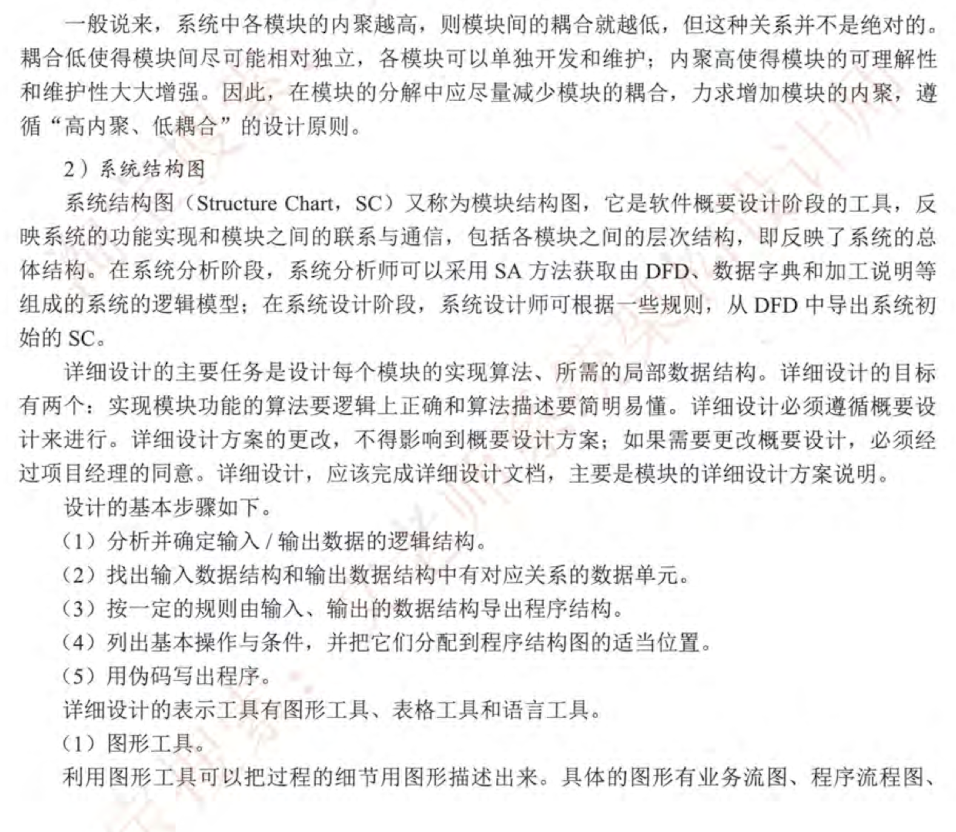 一般说来，系统中各模块的内聚越高，则模块间的耦合就越低，但这种关系并不是绝对的。
耦合低使得模块间尽可能相对独立，各模块可以单独开发和维护；内聚高使得模块的可理解性
和维护性大大增强。因此，在模块的分解中应尽量减少模块的耦合，力求增加模块的内聚，遵
循“高内聚、低耦合”的设计原则。
2）系统结构图
系统结构图（Structure Chart，SC）又称为模块结构图，它是软件概要设计阶段的工具，反
映系统的功能实现和模块之间的联系与通信，包括各模块之间的层次结构，即反映了系统的总
体结构。在系统分析阶段，系统分析师可以采用 SA 方法获取由 DFD、数据字典和加工说明等
组成的系统的逻辑模型；在系统设计阶段，系统设计师可根据一些规则，从 DFD 中导出系统初
始的 SC。
详细设计的主要任务是设计每个模块的实现算法、所需的局部数据结构。详细设计的目标
有两个：实现模块功能的算法要逻辑上正确和算法描述要简明易懂。详细设计必须遵循概要设
计来进行。详细设计方案的更改，不得影响到概要设计方案；如果需要更改概要设计，必须经
过项目经理的同意。详细设计，应该完成详细设计文档，主要是模块的详细设计方案说明。
设计的基本步骤如下。
（1）分析并确定输入 / 输出数据的逻辑结构。
（2）找出输入数据结构和输出数据结构中有对应关系的数据单元。
（3）按一定的规则由输入、输出的数据结构导出程序结构。
（4）列出基本操作与条件，并把它们分配到程序结构图的适当位置。
（5）用伪码写出程序。
详细设计的表示工具有图形工具、表格工具和语言工具。
（1）图形工具。
利用图形工具可以把过程的细节用图形描述出来。具体的图形有业务流图、程序流程图、